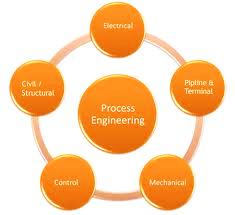 Electrical
Pipline &
Terminal
Mechanical
Control
Civil /
Structural
Process
Engineering